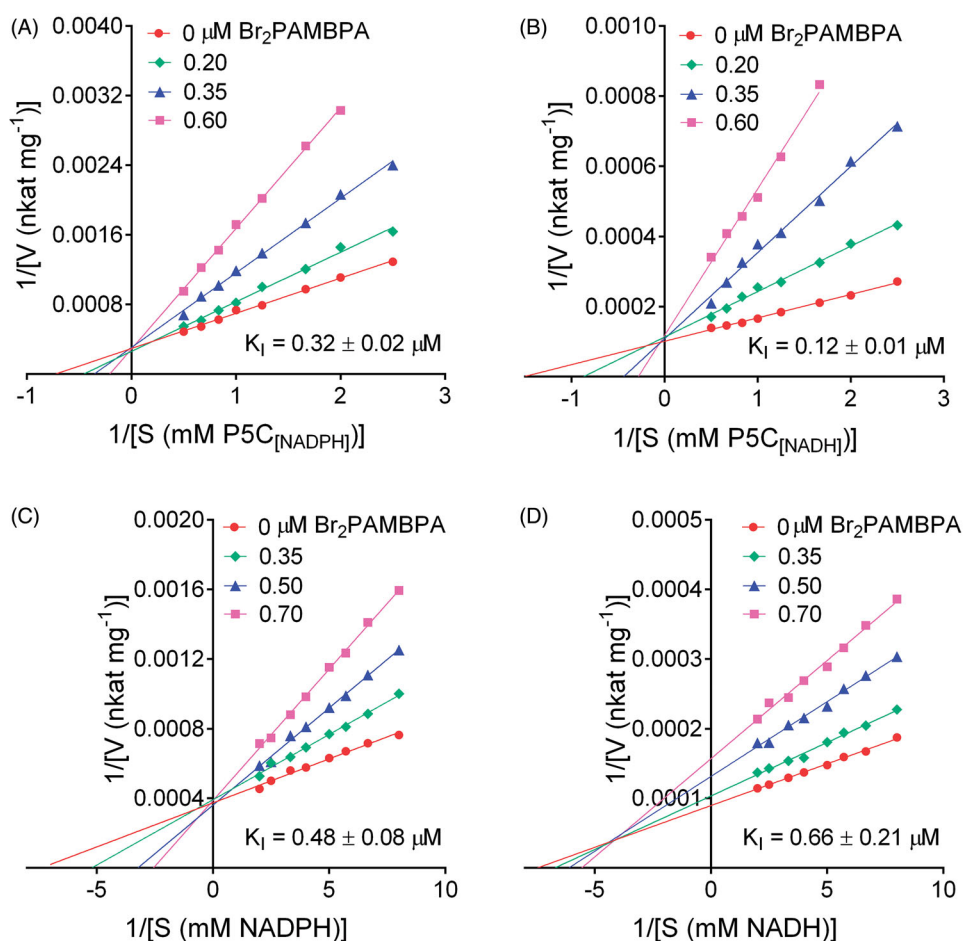 (A)
0.0040
0 μM Br₂PAMBPA
0.20
0.35
0.60
0.0032
0.0024
0.0016
0.0008
1/[V (nkat mg⁻¹)]
K_I = 0.32 ± 0.02 μM
-1 0 1 2 3
1/[S (mM P5C[NADPH])]
(B)
0.0010
0 μM Br₂PAMBPA
0.20
0.35
0.60
0.0008
0.0006
0.0004
0.0002
1/[V (nkat mg⁻¹)]
K_I = 0.12 ± 0.01 μM
-1 0 1 2 3
1/[S (mM P5C[NADH])]
(C)
0.0020
0 μM Br₂PAMBPA
0.35
0.50
0.70
0.0016
0.0012
0.0008
0.0004
1/[V (nkat mg⁻¹)]
K_I = 0.48 ± 0.08 μM
-5 0 5 10
1/[S (mM NADPH)]
(D)
0.0005
0 μM Br₂PAMBPA
0.35
0.50
0.70
0.0004
0.0003
0.0002
0.0001
1/[V (nkat mg⁻¹)]
K_I = 0.66 ± 0.21 μM
-5 0 5 10
1/[S (mM NADH)]